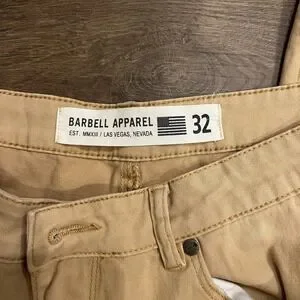 BARBELL APPAREL
EST. MMXIII / LAS VEGAS, NEVADA
32